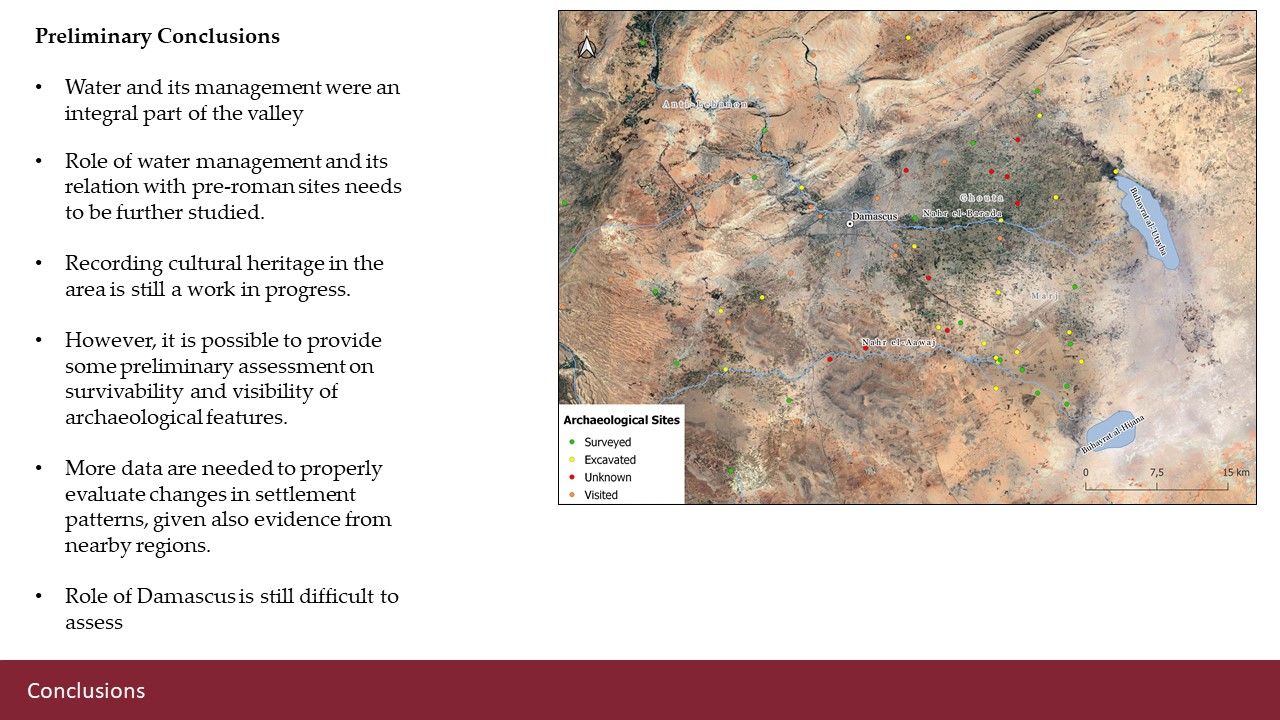 Preliminary Conclusions
• Water and its management were an
integral part of the valley
• Role of water management and its
relation with pre-roman sites needs
to be further studied.
• Recording cultural heritage in the
area is still a work in progress.
• However, it is possible to provide
some preliminary assessment on
survivability and visibility of
archaeological features.
• More data are needed to properly
evaluate changes in settlement
patterns, given also evidence from
nearby regions.
• Role of Damascus is still difficult to
assess
Anti-Lebanon
Ghouta
Damascus
Nahr el-Barada
Buhayrat al-Utayba
Marj
Nahr el-Aawaj
Buhayrat al-Hijana
Archaeological Sites
Surveyed
Excavated
Unknown
Visited
0 7,5 15 km
Conclusions